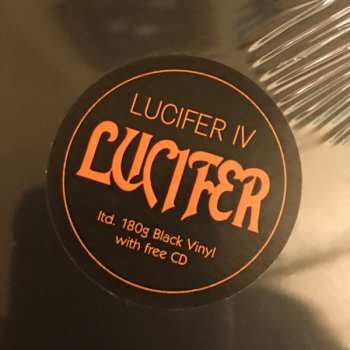 LUCIFER IV
LUCIFER
ltd. 180g Black Vinyl
with free CD